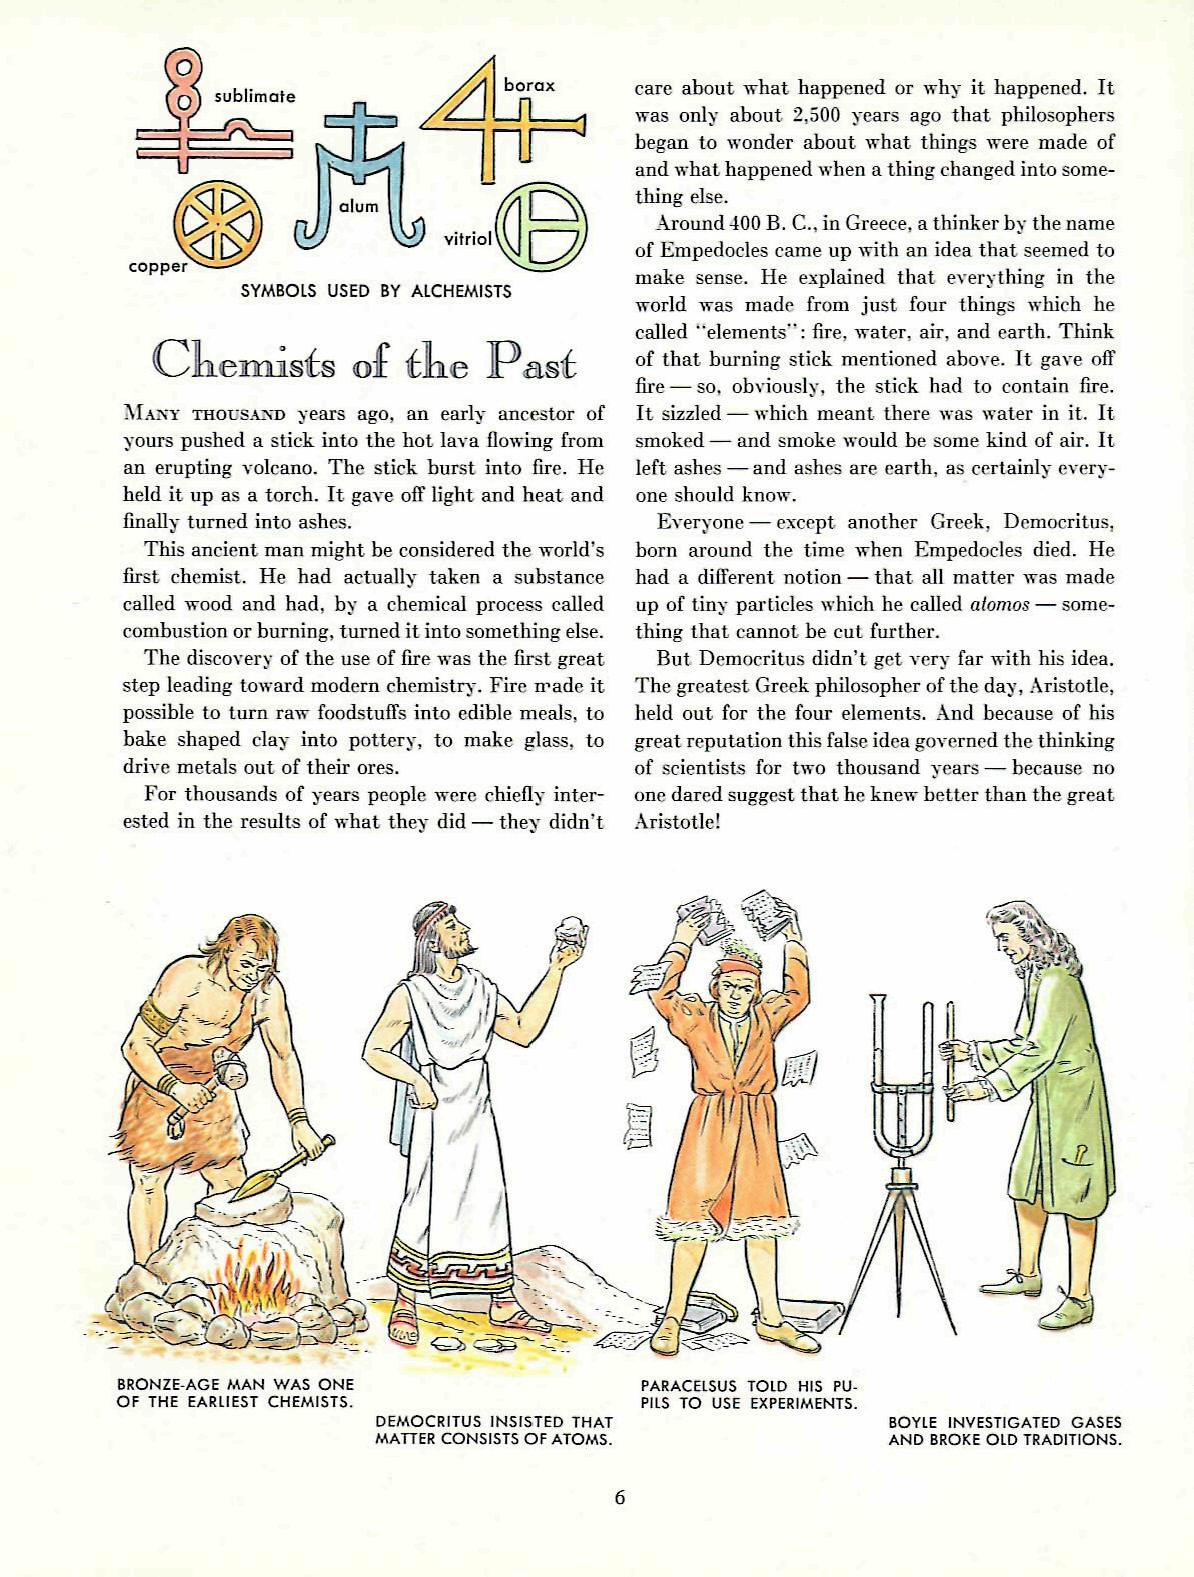 sublimate
borax
alum
vitriol
copper
SYMBOLS USED BY ALCHEMISTS
Chemists of the Past
MANY THOUSAND years ago, an early ancestor of
yours pushed a stick into the hot lava flowing from
an erupting volcano. The stick burst into fire. He
held it up as a torch. It gave off light and heat and
finally turned into ashes.
This ancient man might be considered the world's
first chemist. He had actually taken a substance
called wood and had, by a chemical process called
combustion or burning, turned it into something else.
The discovery of the use of fire was the first great
step leading toward modern chemistry. Fire made it
possible to turn raw foodstuffs into edible meals, to
bake shaped clay into pottery, to make glass, to
drive metals out of their ores.
For thousands of years people were chiefly inter-
ested in the results of what they did — they didn't
care about what happened or why it happened. It
was only about 2,500 years ago that philosophers
began to wonder about what things were made of
and what happened when a thing changed into some-
thing else.
Around 400 B. C., in Greece, a thinker by the name
of Empedocles came up with an idea that seemed to
make sense. He explained that everything in the
world was made from just four things which he
called "elements": fire, water, air, and earth. Think
of that burning stick mentioned above. It gave off
fire — so, obviously, the stick had to contain fire.
It sizzled — which meant there was water in it. It
smoked — and smoke would be some kind of air. It
left ashes — and ashes are earth, as certainly every-
one should know.
Everyone — except another Greek, Democritus,
born around the time when Empedocles died. He
had a different notion — that all matter was made
up of tiny particles which he called atomos — some-
thing that cannot be cut further.
But Democritus didn't get very far with his idea.
The greatest Greek philosopher of the day, Aristotle,
held out for the four elements. And because of his
great reputation this false idea governed the thinking
of scientists for two thousand years — because no
one dared suggest that he knew better than the great
Aristotle!
BRONZE-AGE MAN WAS ONE
OF THE EARLIEST CHEMISTS.
DEMOCRITUS INSISTED THAT
MATTER CONSISTS OF ATOMS.
PARACELSUS TOLD HIS PU-
PILS TO USE EXPERIMENTS.
BOYLE INVESTIGATED GASES
AND BROKE OLD TRADITIONS.
6